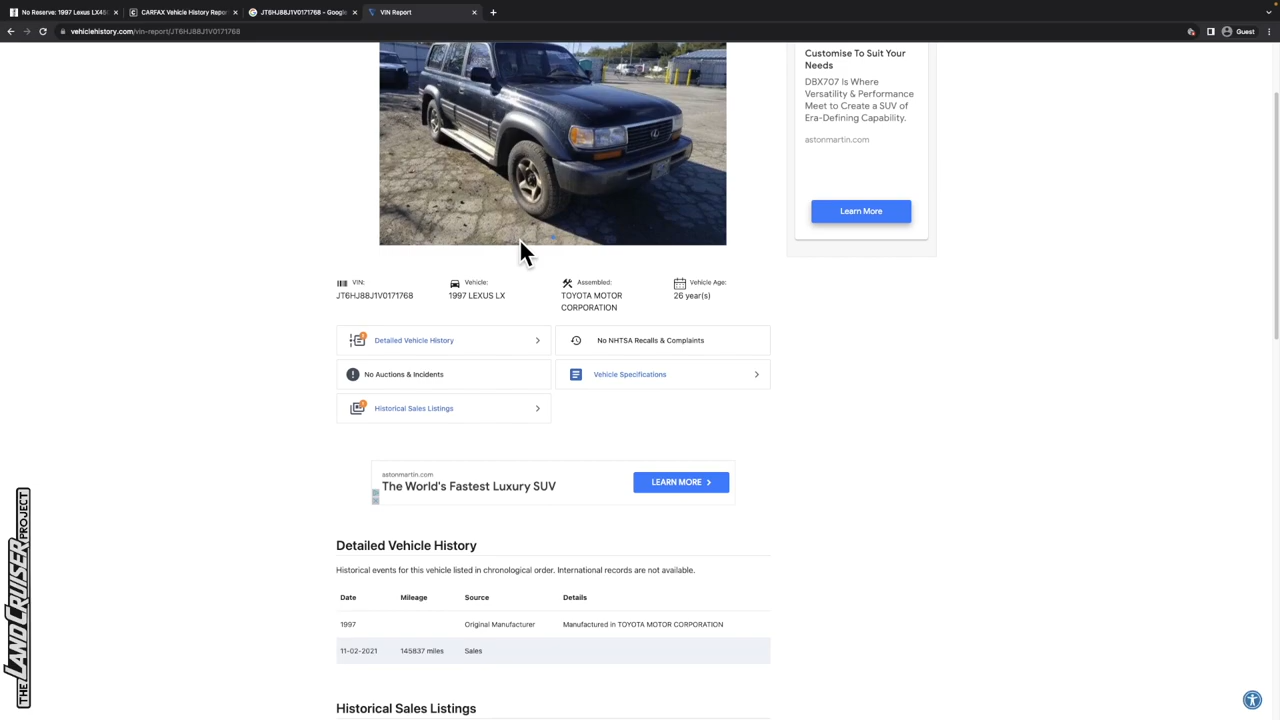 No Reserve: 1997 Lexus LX45
CARFAX Vehicle History Repor
JT6HJ88J1V0171768 - Google
VIN Report
vehiclehistory.com/vin-report/JT6HJ88J1V0171768
Guest
Customise To Suit Your
Needs
DBX707 Is Where
Versatility & Performance
Meet to Create a SUV of
Era-Defining Capability.
astonmartin.com
Learn More
VIN:
JT6HJ88J1V0171768
Vehicle:
1997 LEXUS LX
Assembled:
TOYOTA MOTOR
CORPORATION
Vehicle Age:
26 year(s)
Detailed Vehicle History
No NHTSA Recalls & Complaints
No Auctions & Incidents
Vehicle Specifications
Historical Sales Listings
astonmartin.com
The World's Fastest Luxury SUV
LEARN MORE
Detailed Vehicle History
Historical events for this vehicle listed in chronological order. International records are not available.
Date Mileage Source Details
1997 Original Manufacturer Manufactured in TOYOTA MOTOR CORPORATION
11-02-2021 145837 miles Sales
Historical Sales Listings
THE LAND CRUISER PROJECT